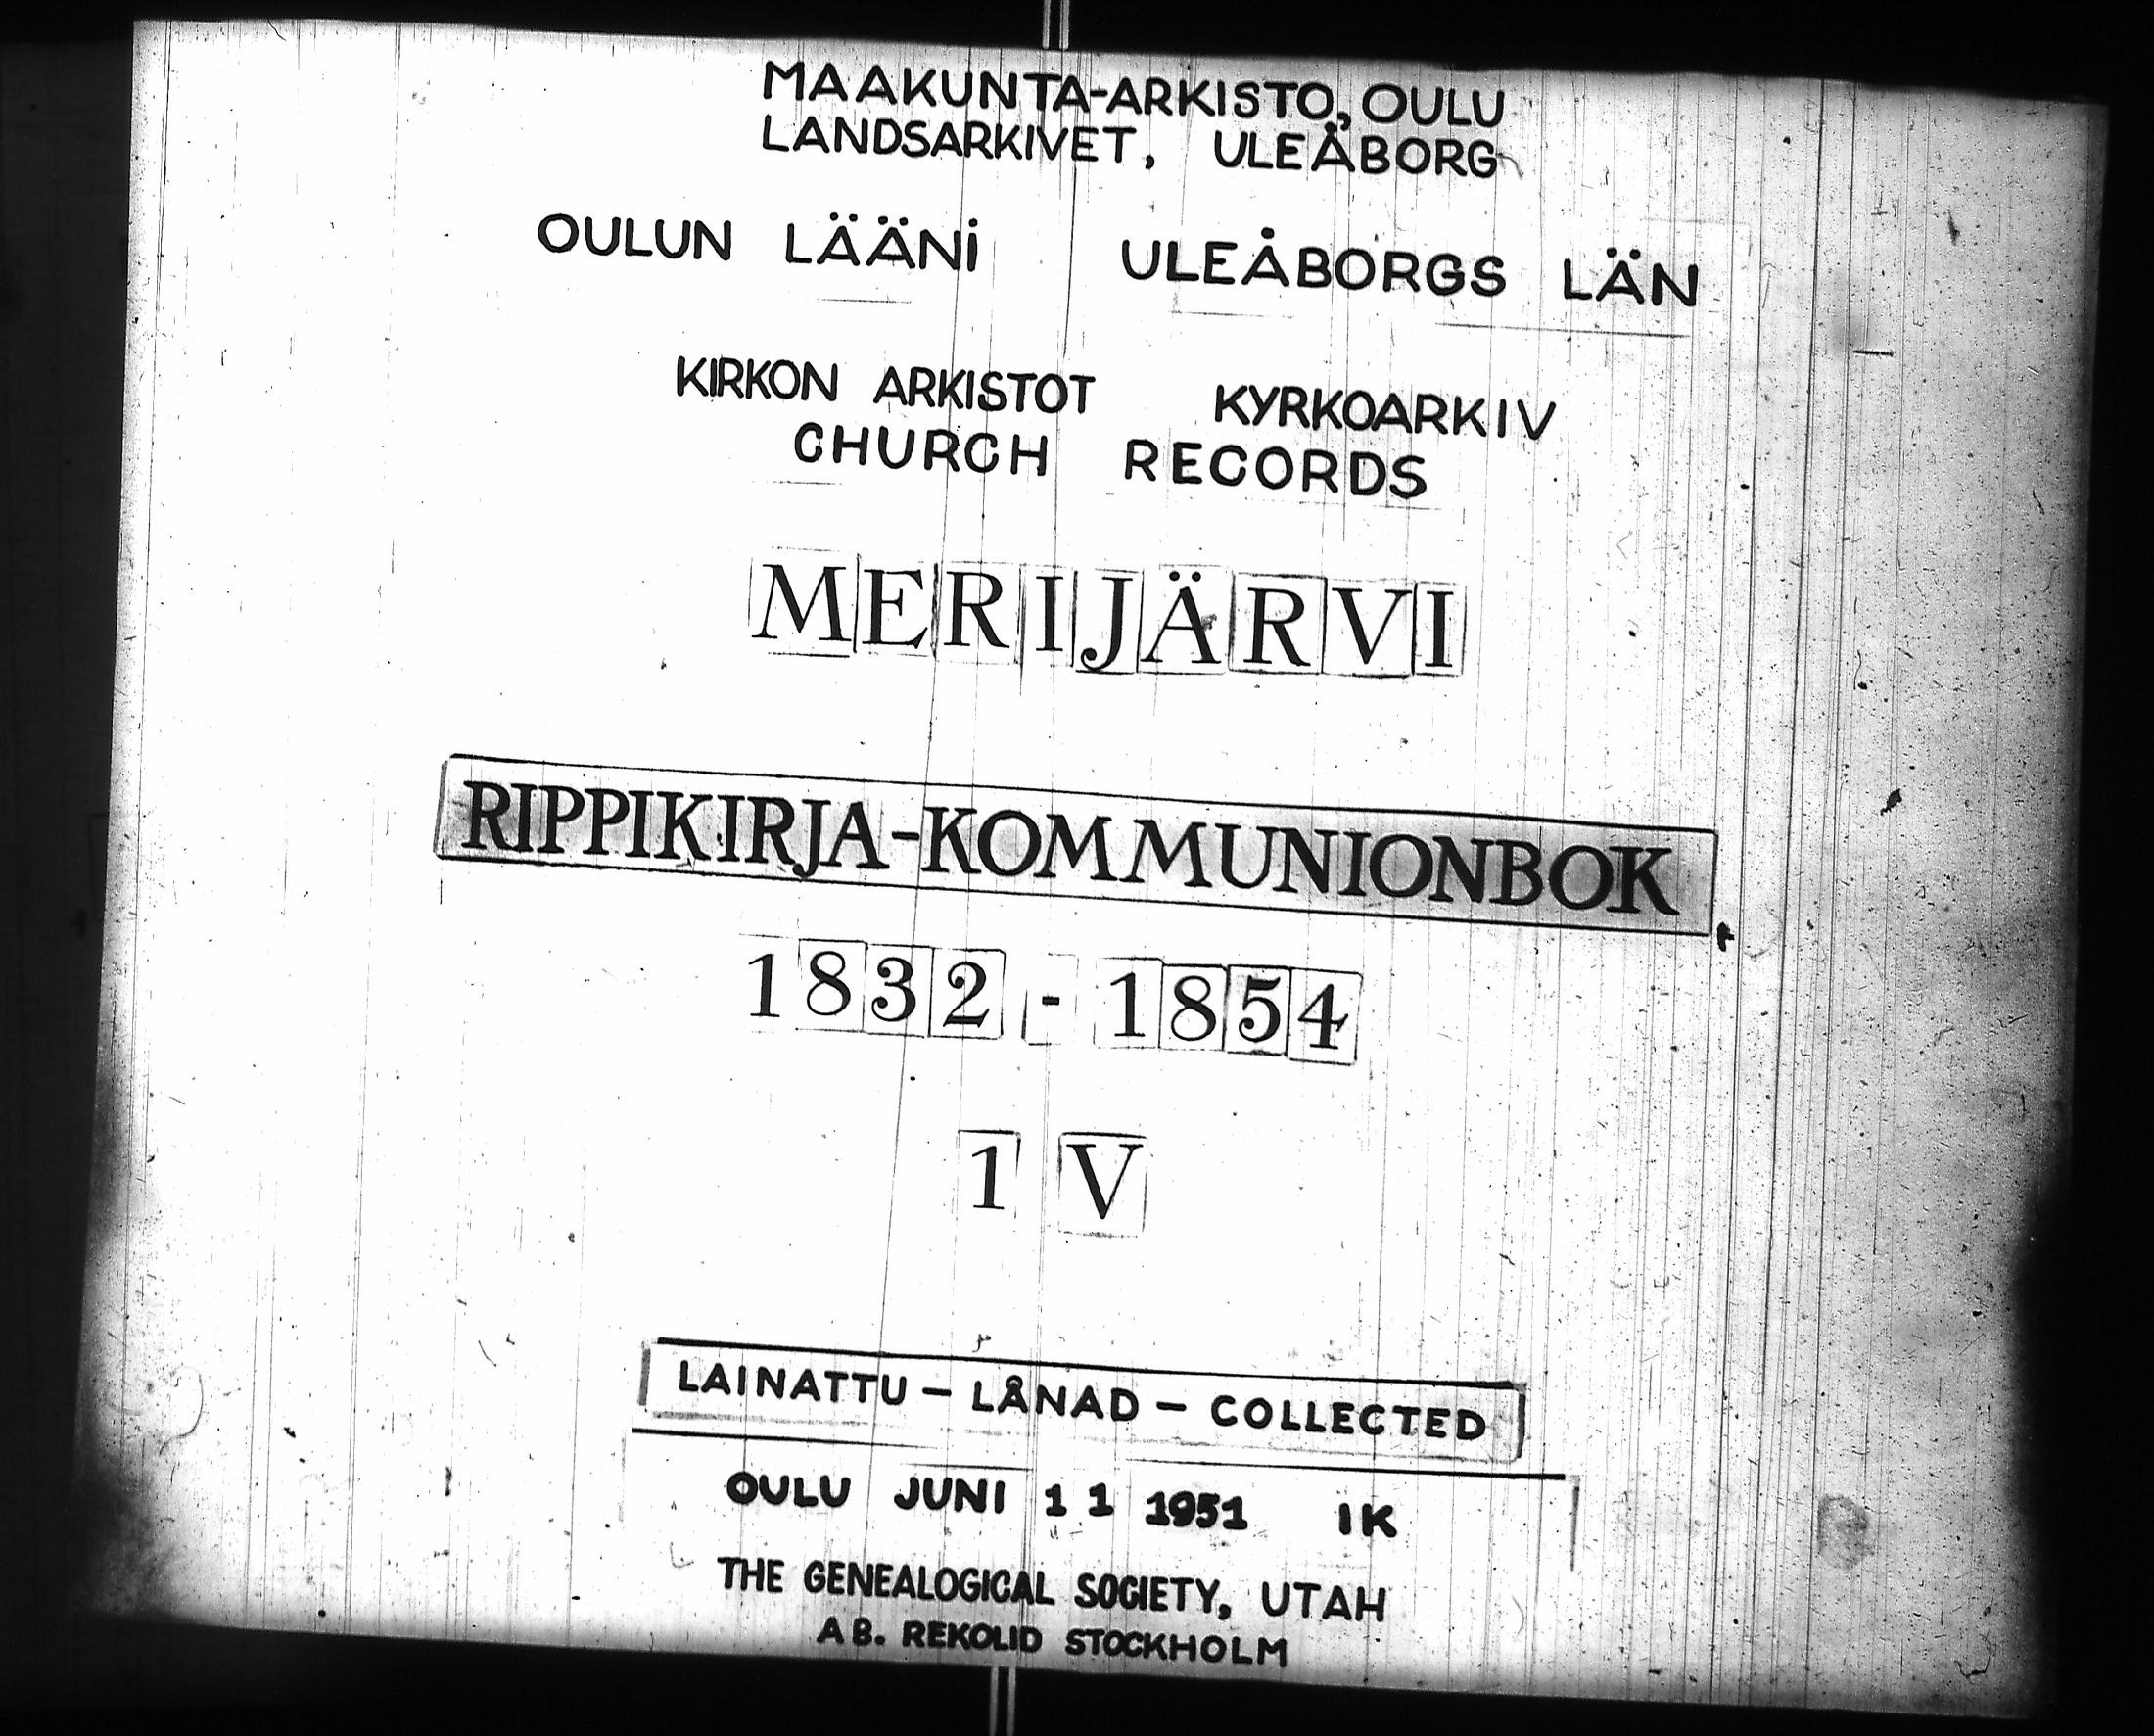 MAAKUNTA-ARKISTO, OULU
LANDSARKIVET, ULEÅBORG
OULUN LÄÄNI ULEÅBORGS LÄN
KIRKON ARKISTOT KYRKOARKIV
CHURCH RECORDS
MERIJÄRVI
RIPPIKIRJA-KOMMUNIONBOK
1832-1854
1 V
LAINATTU - LÅNAD - COLLECTED
OULU JUNI 11 1951 IK
THE GENEALOGICAL SOCIETY, UTAH
AB. REKOLID STOCKHOLM